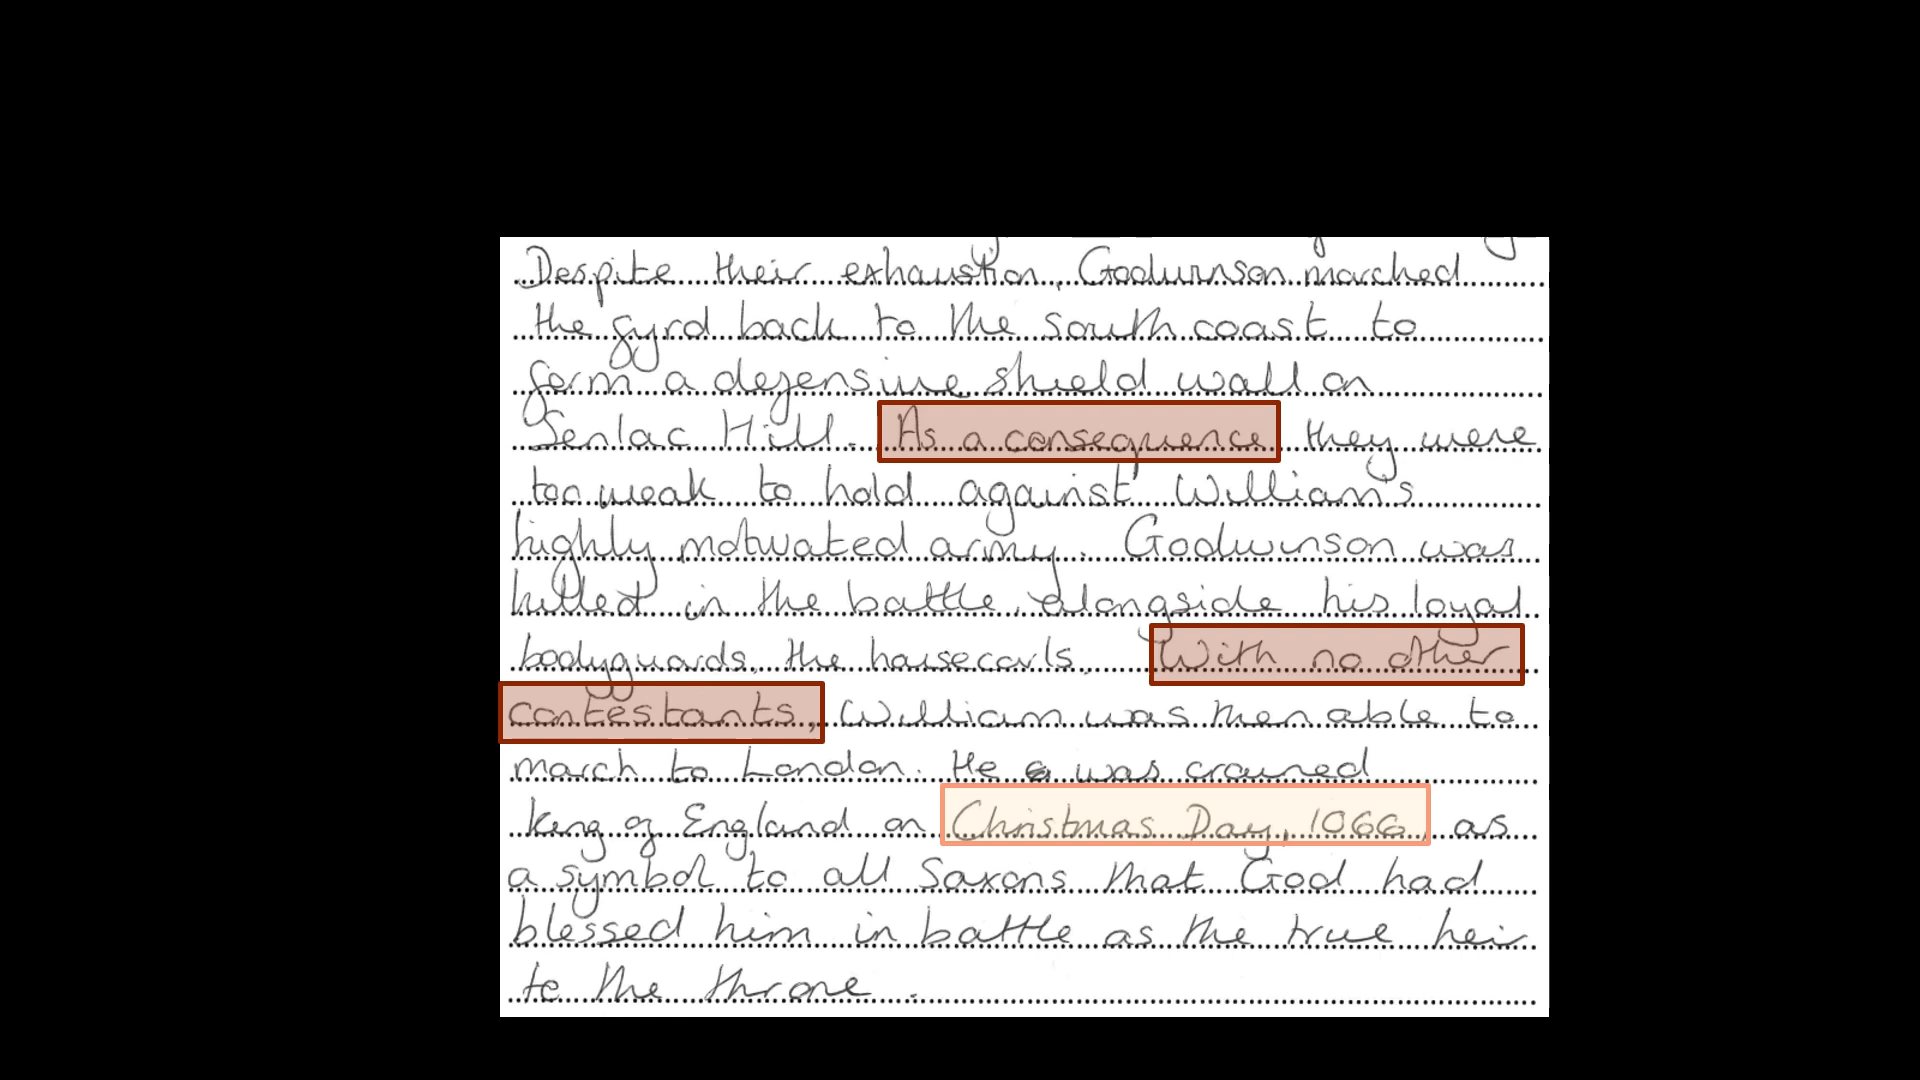 Despite their exhaustion, Godwinson marched
the fyrd back to the south coast to
form a defensive shield wall on
Senlac Hill. As a consequence they were
too weak to hold against William's
highly motivated army. Godwinson was
killed in the battle, alongside his loyal
bodyguards, the housecarls. With no other
contestants, William was then able to
march to London. He was crowned
king of England on Christmas Day, 1066, as
a symbol to all Saxons that God had
blessed him in battle as the true heir
to the throne.